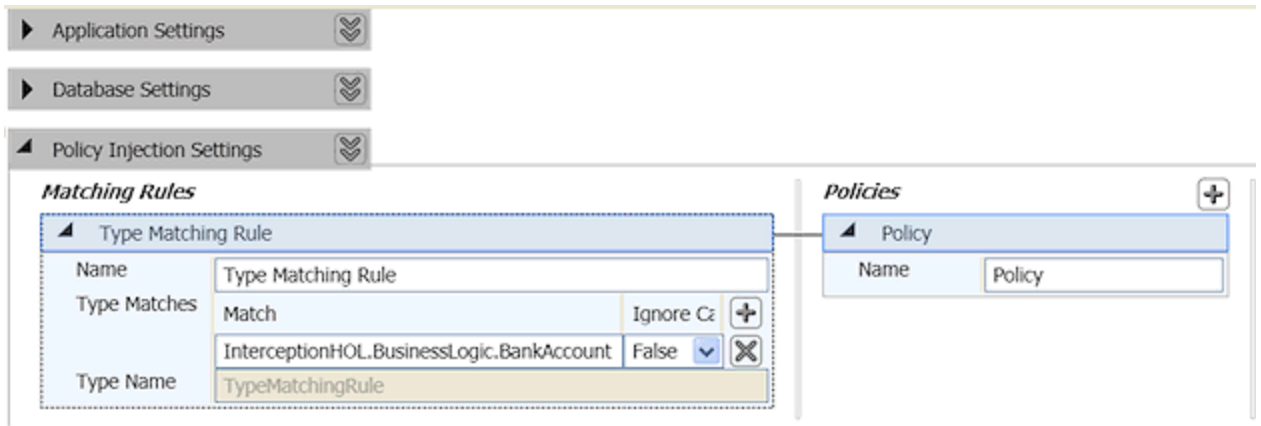 Application Settings
Database Settings
Policy Injection Settings
Matching Rules
Policies
Type Matching Rule
Policy
Name
Type Matching Rule
Name
Policy
Type Matches
Match
Ignore Ca
InterceptionHOL.BusinessLogic.BankAccount
False
Type Name
TypeMatchingRule